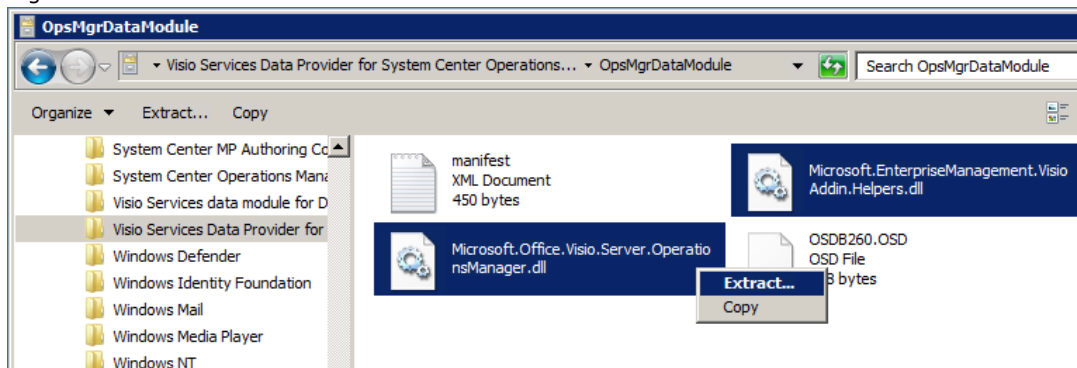 OpsMgrDataModule
Visio Services Data Provider for System Center Operations... OpsMgrDataModule
Search OpsMgrDataModule
Organize Extract... Copy
System Center MP Authoring Co
System Center Operations Mana
Visio Services data module for D
Visio Services Data Provider for
Windows Defender
Windows Identity Foundation
Windows Mail
Windows Media Player
Windows NT
manifest
XML Document
450 bytes
Microsoft.EnterpriseManagement.Visio
Addin.Helpers.dll
Microsoft.Office.Visio.Server.Operatio
nsManager.dll
OSDB260.OSD
OSD File
8 bytes
Extract...
Copy